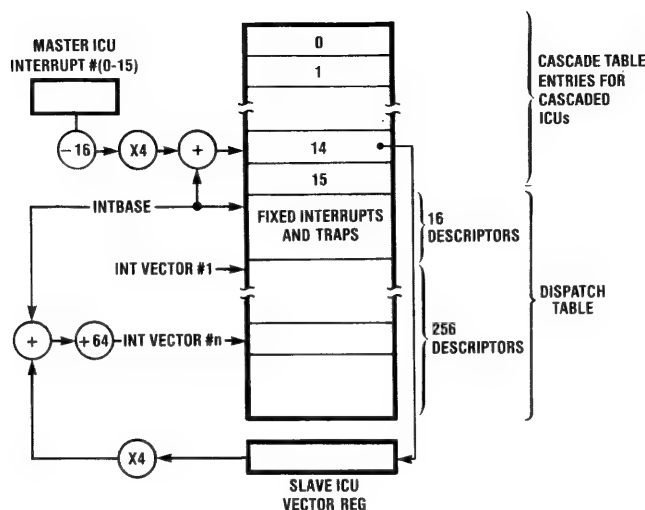 MASTER ICU
INTERRUPT #(0-15)
0
1
CASCADE TABLE
ENTRIES FOR
CASCADED
ICUs
−16
X4
+
14
15
INTBASE
FIXED INTERRUPTS
AND TRAPS
16
DESCRIPTORS
INT VECTOR #1
DISPATCH
TABLE
+
+64
INT VECTOR #n
256
DESCRIPTORS
X4
SLAVE ICU
VECTOR REG